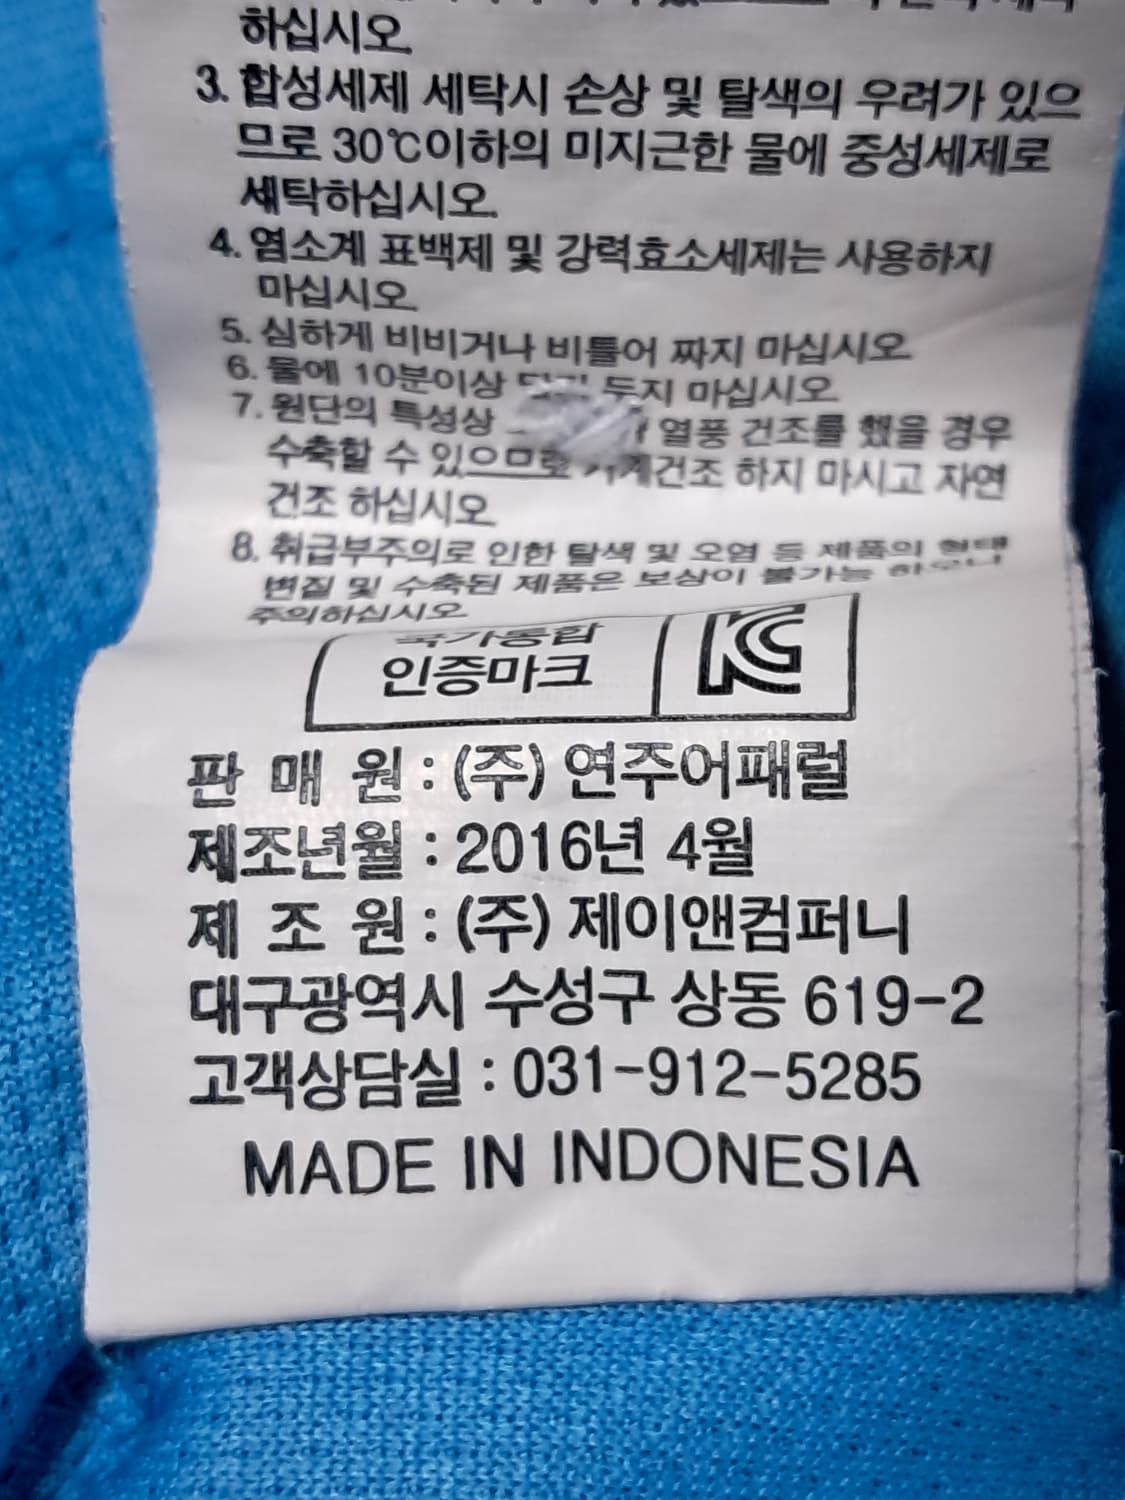 하십시오.
3. 합성세제 세탁시 손상 및 탈색의 우려가 있으
므로 30℃이하의 미지근한 물에 중성세제로
세탁하십시오.
4. 염소계 표백제 및 강력효소세제는 사용하지
마십시오.
5. 심하게 비비거나 비틀어 짜지 마십시오.
6. 물에 10분이상 두지 마십시오.
7. 원단의 특성상 열풍 건조를 했을 경우
수축할 수 있으므로 기계건조 하지 마시고 자연
건조 하십시오.
8. 취급부주의로 인한 탈색 및 오염 등 제품의 형태
변질 및 수축된 제품은 보상이 불가능 하오니
주의하십시오.
국가통합
인증마크
판 매 원 : (주) 연주어패럴
제조년월 : 2016년 4월
제 조 원 : (주) 제이앤컴퍼니
대구광역시 수성구 상동 619-2
고객상담실 : 031-912-5285
MADE IN INDONESIA